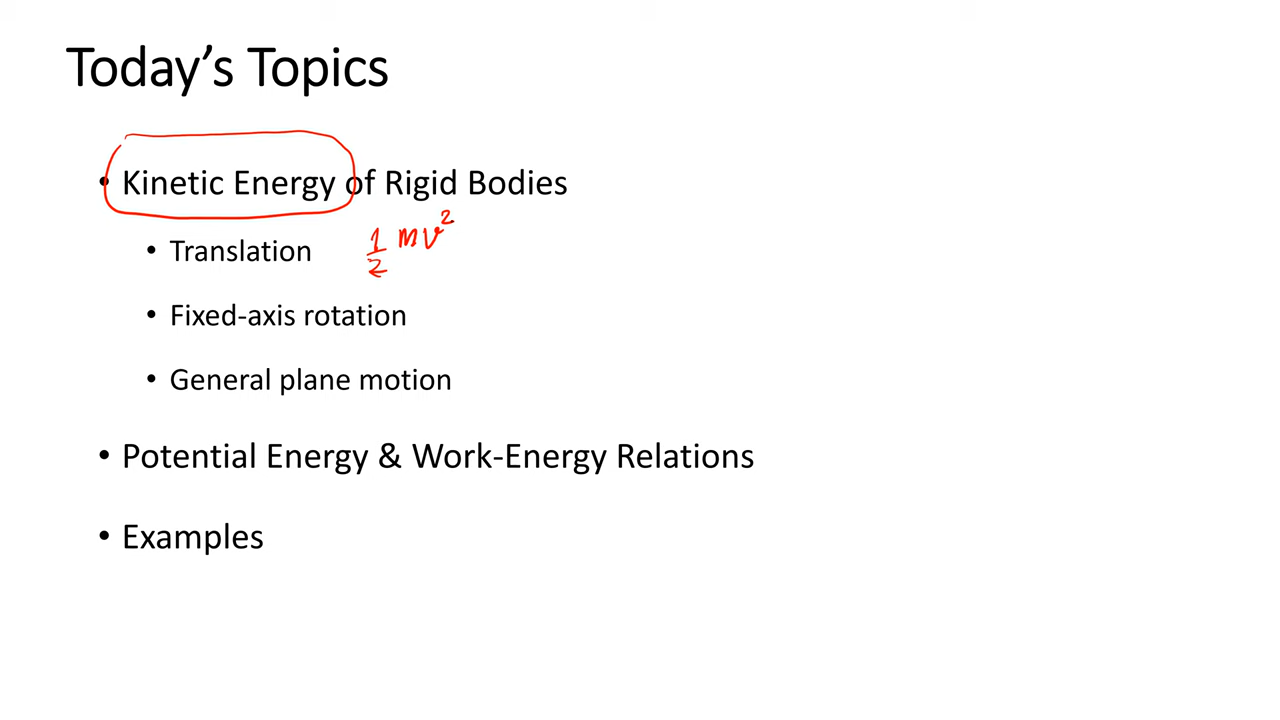 Today’s Topics
• Kinetic Energy of Rigid Bodies
• Translation 1/2 mv²
• Fixed-axis rotation
• General plane motion
• Potential Energy & Work-Energy Relations
• Examples